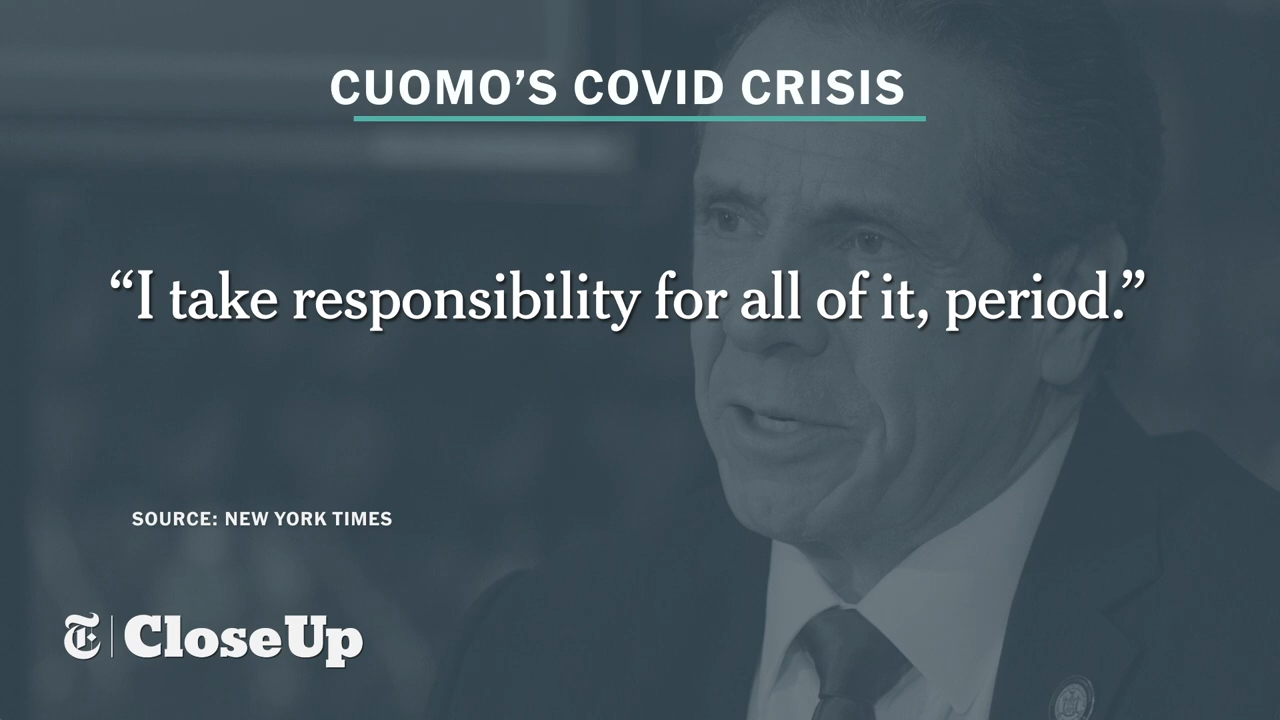 CUOMO’S COVID CRISIS
“I take responsibility for all of it, period.”
SOURCE: NEW YORK TIMES
T | CloseUp